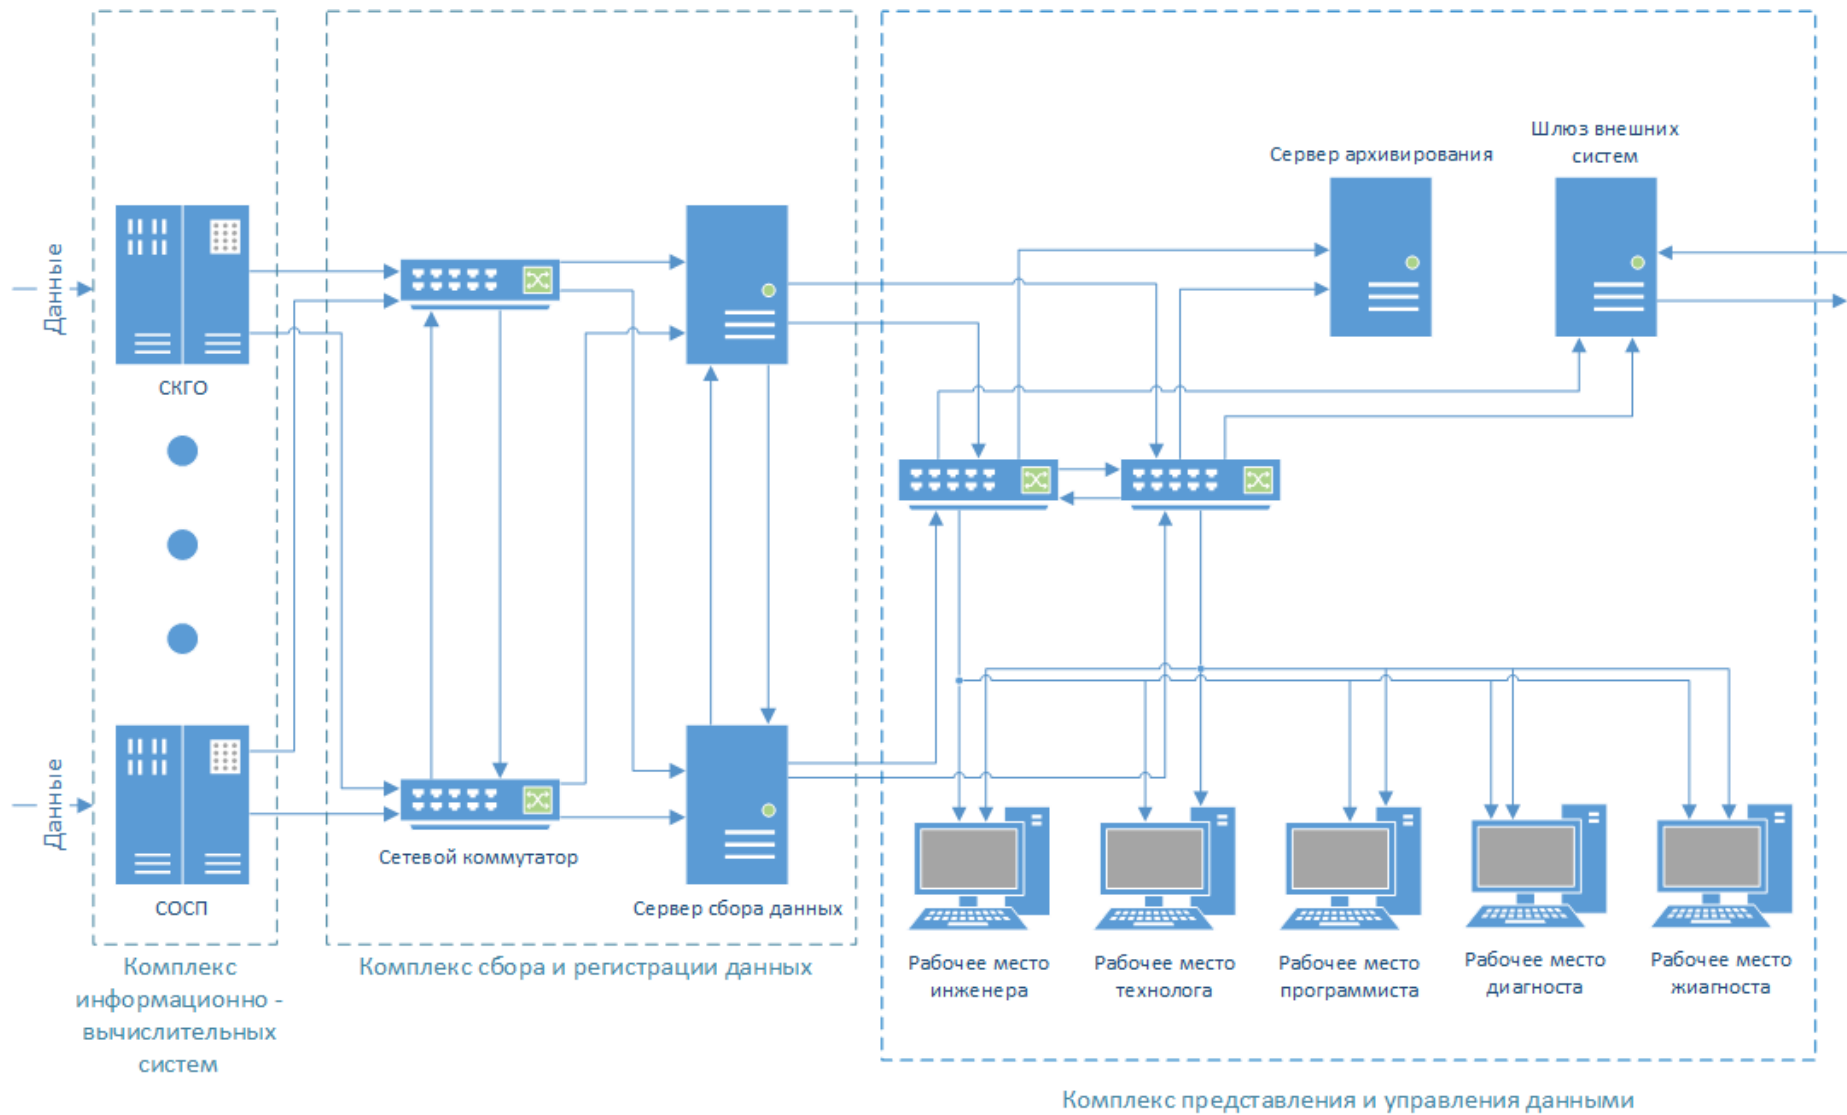 Шлюз внешних
систем
Сервер архивирования
Данные
СКГО
Данные
Сетевой коммутатор
СОСП
Сервер сбора данных
Рабочее место
инженера
Рабочее место
технолога
Рабочее место
программиста
Рабочее место
диагноста
Рабочее место
жиагноста
Комплекс
информационно -
вычислительных
систем
Комплекс сбора и регистрации данных
Комплекс представления и управления данными